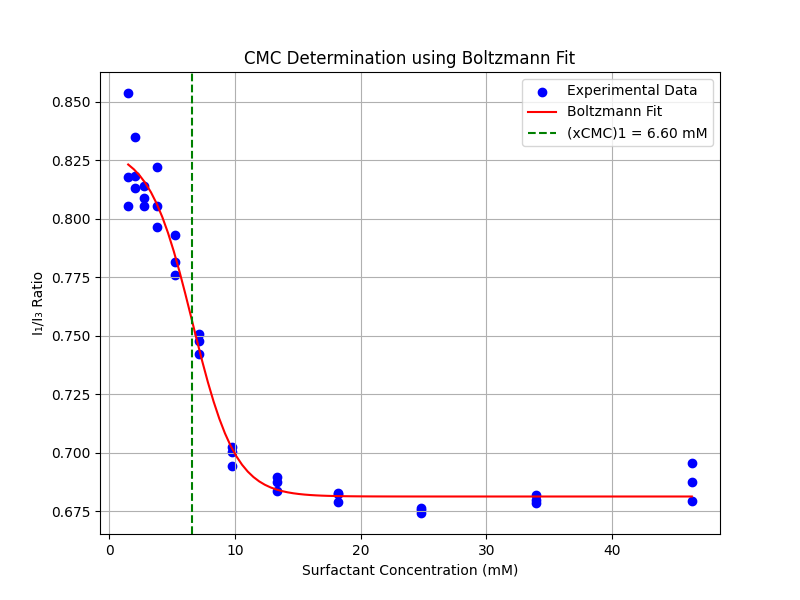 CMC Determination using Boltzmann Fit
Experimental Data
Boltzmann Fit
(xCMC)1 = 6.60 mM
I₁/I₃ Ratio
0.850
0.825
0.800
0.775
0.750
0.725
0.700
0.675
0 10 20 30 40
Surfactant Concentration (mM)